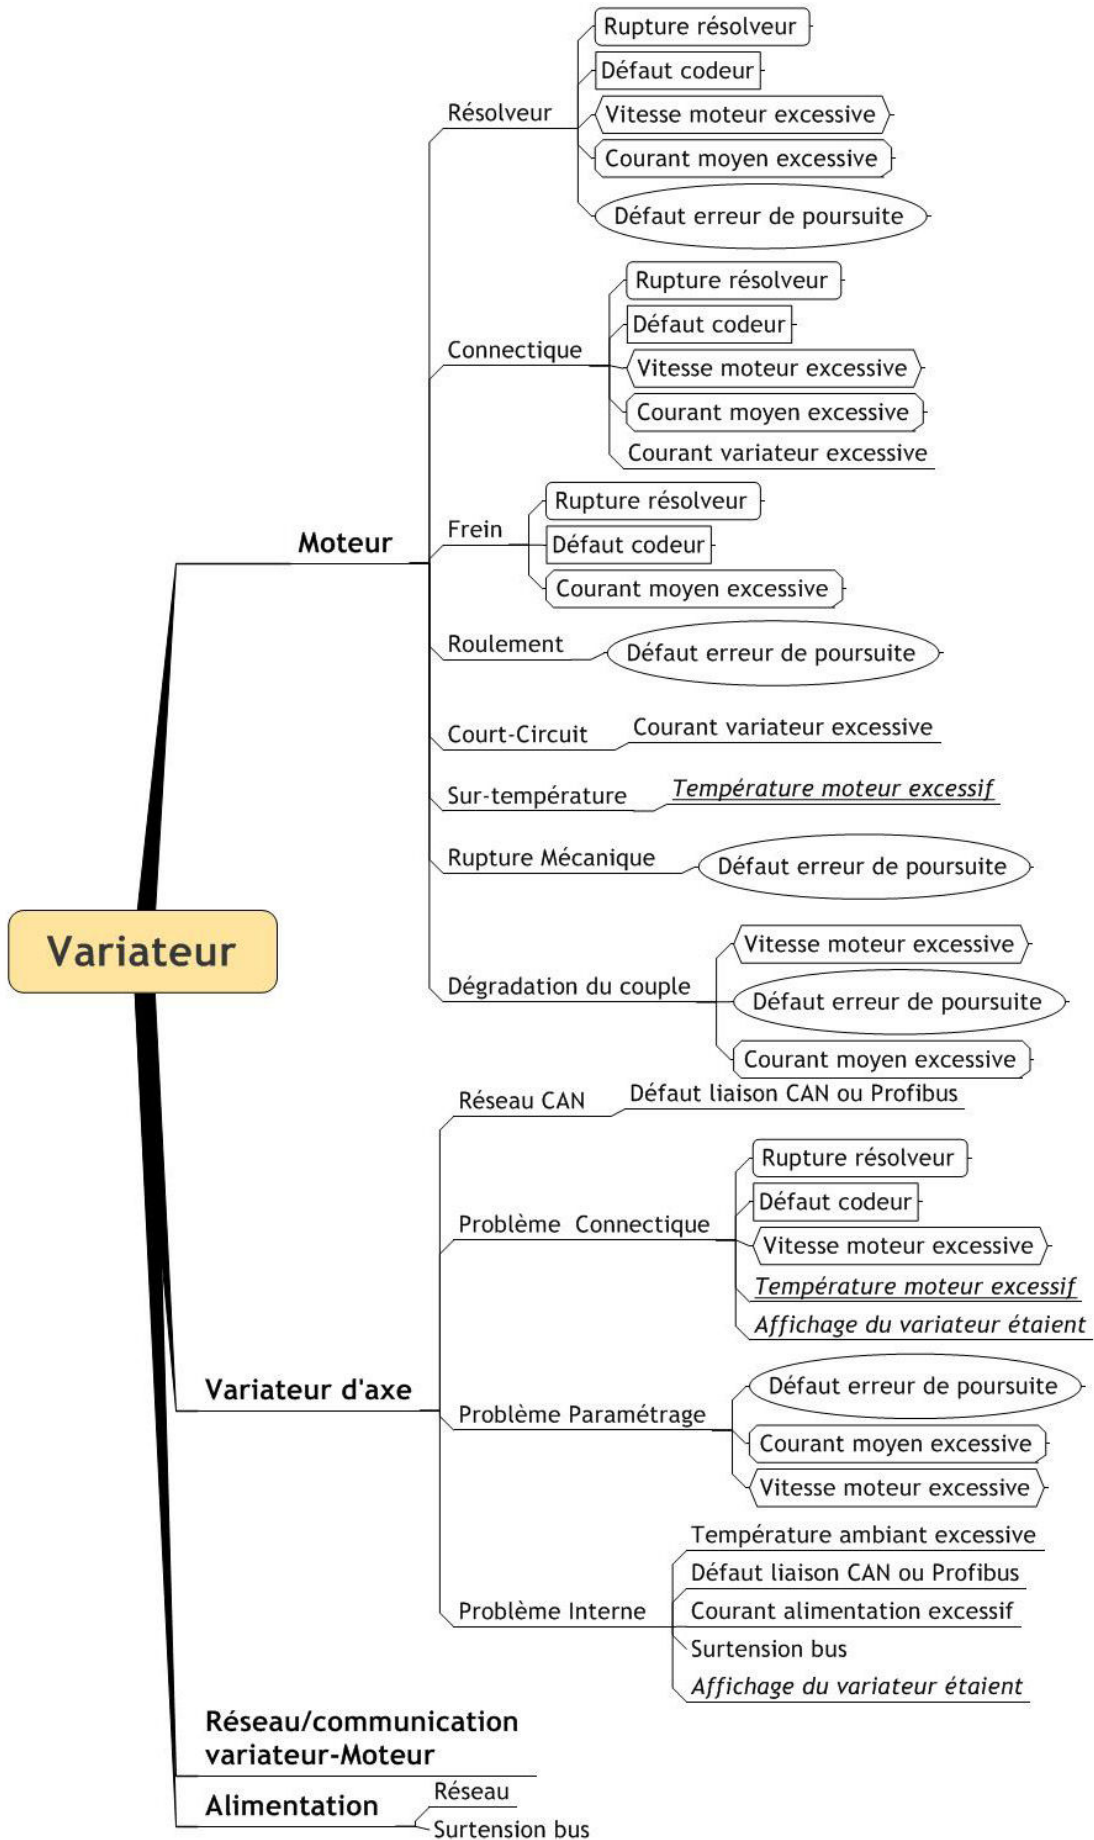 Rupture résolveur
Défaut codeur
Résolveur
Vitesse moteur excessive
Courant moyen excessive
Défaut erreur de poursuite
Rupture résolveur
Défaut codeur
Connectique
Vitesse moteur excessive
Courant moyen excessive
Courant variateur excessive
Rupture résolveur
Frein
Moteur
Défaut codeur
Courant moyen excessive
Roulement
Défaut erreur de poursuite
Court-Circuit
Courant variateur excessive
Sur-température
Température moteur excessif
Rupture Mécanique
Défaut erreur de poursuite
Variateur
Vitesse moteur excessive
Dégradation du couple
Défaut erreur de poursuite
Courant moyen excessive
Réseau CAN
Défaut liaison CAN ou Profibus
Rupture résolveur
Défaut codeur
Problème Connectique
Vitesse moteur excessive
Température moteur excessif
Affichage du variateur étaient
Variateur d'axe
Défaut erreur de poursuite
Problème Paramétrage
Courant moyen excessive
Vitesse moteur excessive
Température ambiant excessive
Défaut liaison CAN ou Profibus
Problème Interne
Courant alimentation excessif
Surtension bus
Affichage du variateur étaient
Réseau/communication
variateur-Moteur
Alimentation
Réseau
Surtension bus